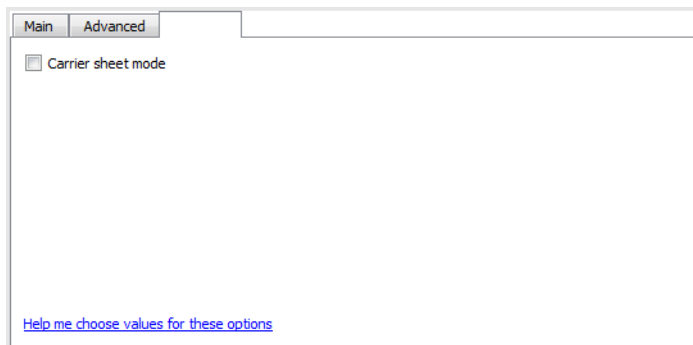 Main Advanced
Carrier sheet mode
Help me choose values for these options